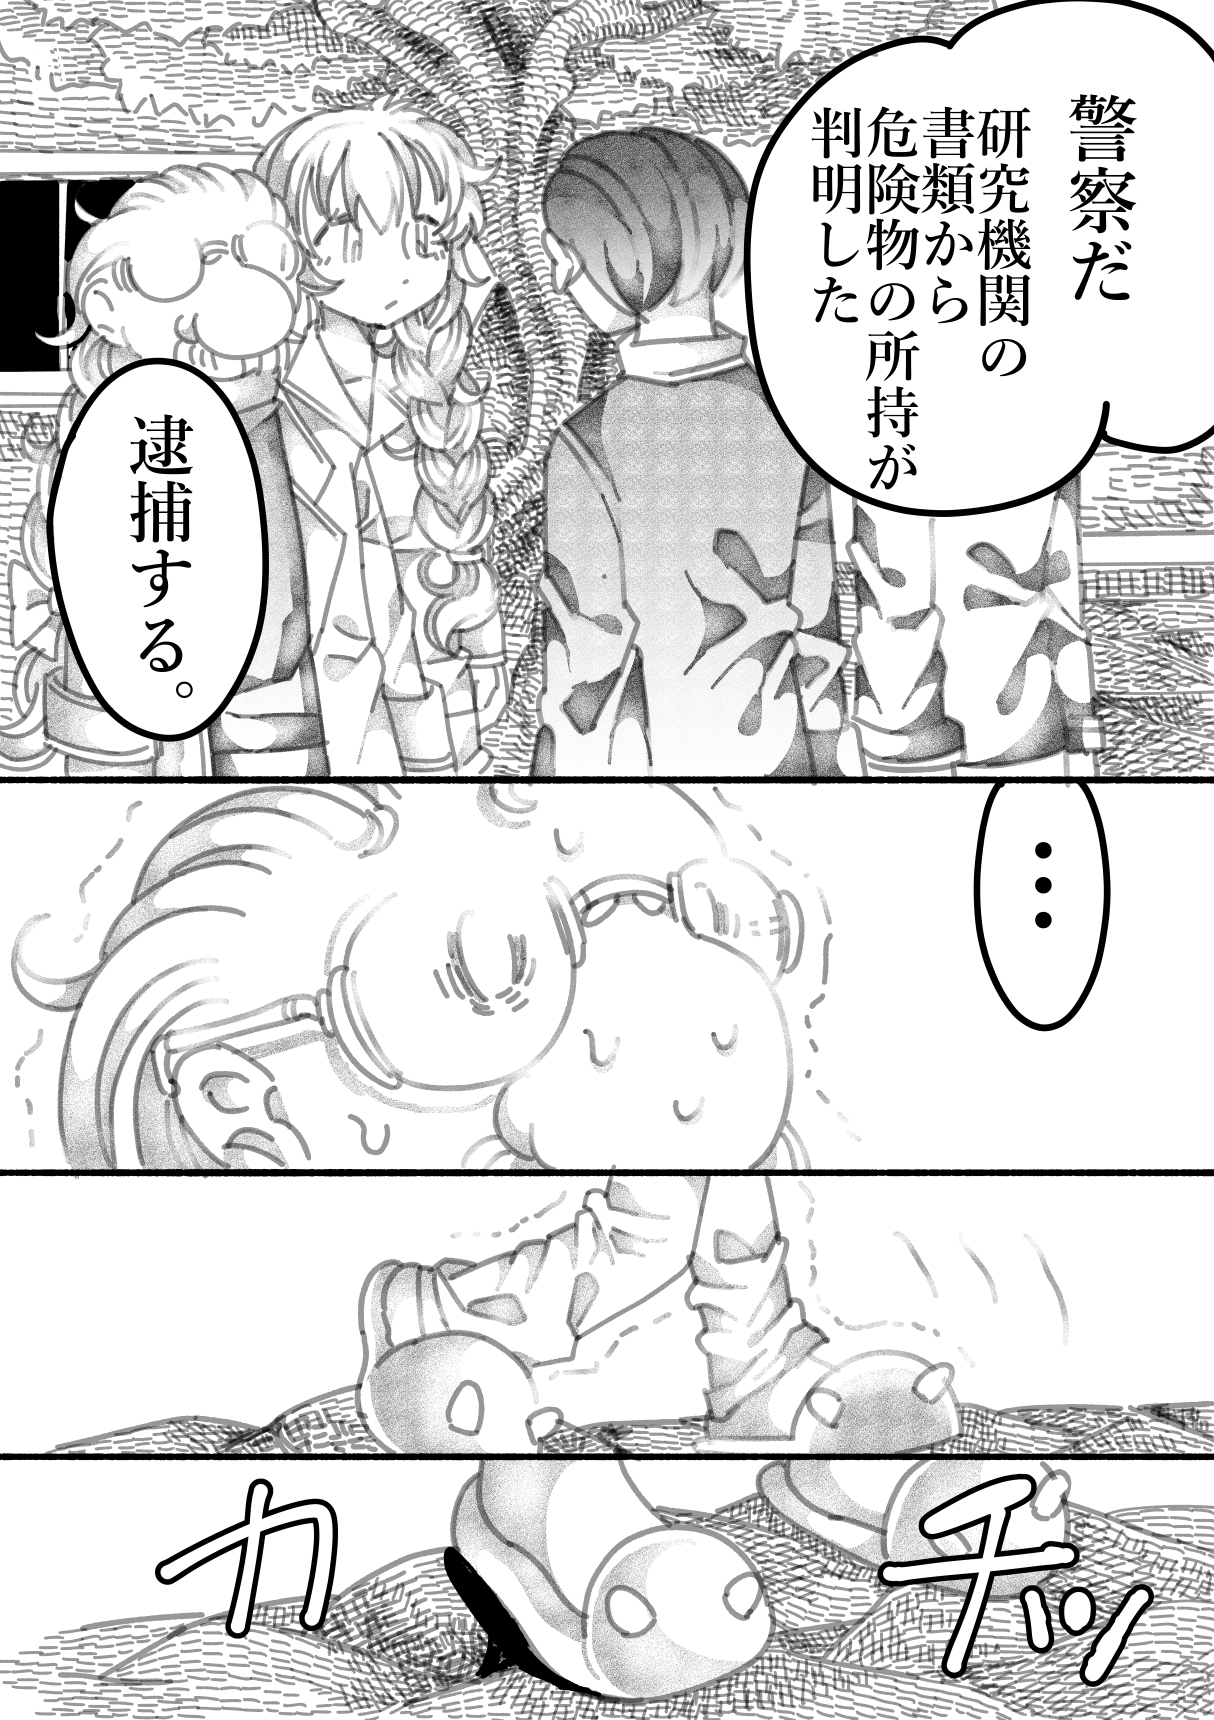 警察だ
研究機関の
書類から
危険物の所持が
判明した
逮捕する。
…
カチッ